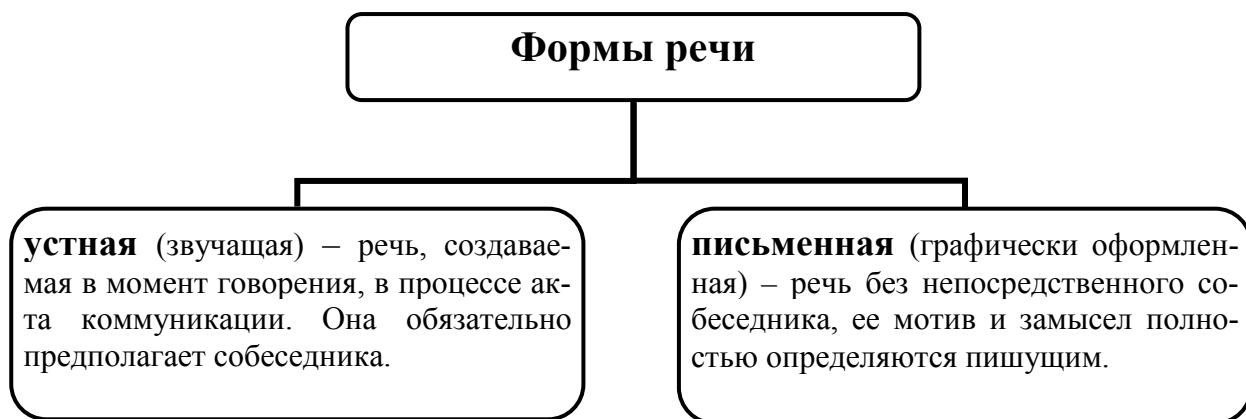 Формы речи
устная (звучащая) – речь, создавае-
мая в момент говорения, в процессе ак-
та коммуникации. Она обязательно
предполагает собеседника.
письменная (графически оформлен-
ная) – речь без непосредственного со-
беседника, ее мотив и замысел полно-
стью определяются пишущим.